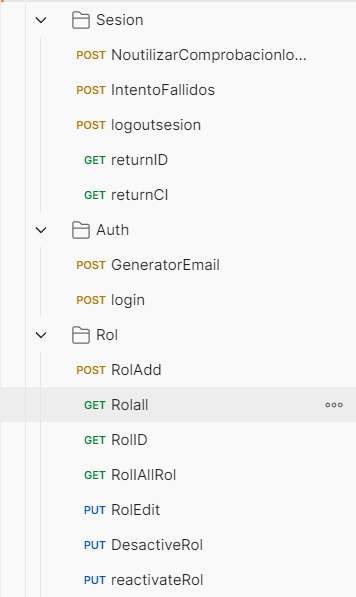 Sesion
POST NoutilizarComprobacionlo...
POST IntentoFallidos
POST logoutsesion
GET returnID
GET returnCI
Auth
POST GeneratorEmail
POST login
Rol
POST RolAdd
GET Rolall
GET RolID
GET RollAllRol
PUT RolEdit
PUT DesactiveRol
PUT reactivateRol